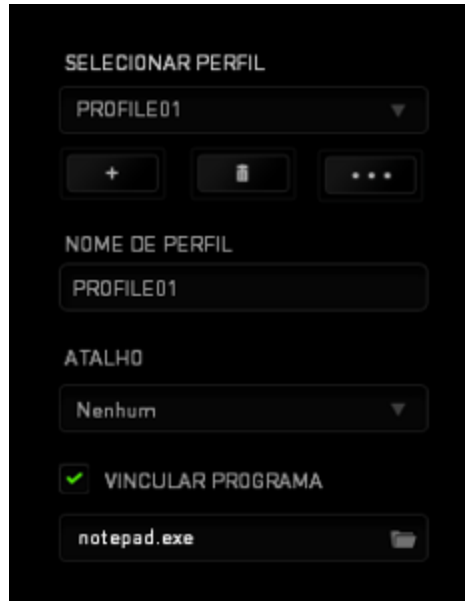 SELECIONAR PERFIL
PROFILE01
+
•••
NOME DE PERFIL
PROFILE01
ATALHO
Nenhum
VINCULAR PROGRAMA
notepad.exe